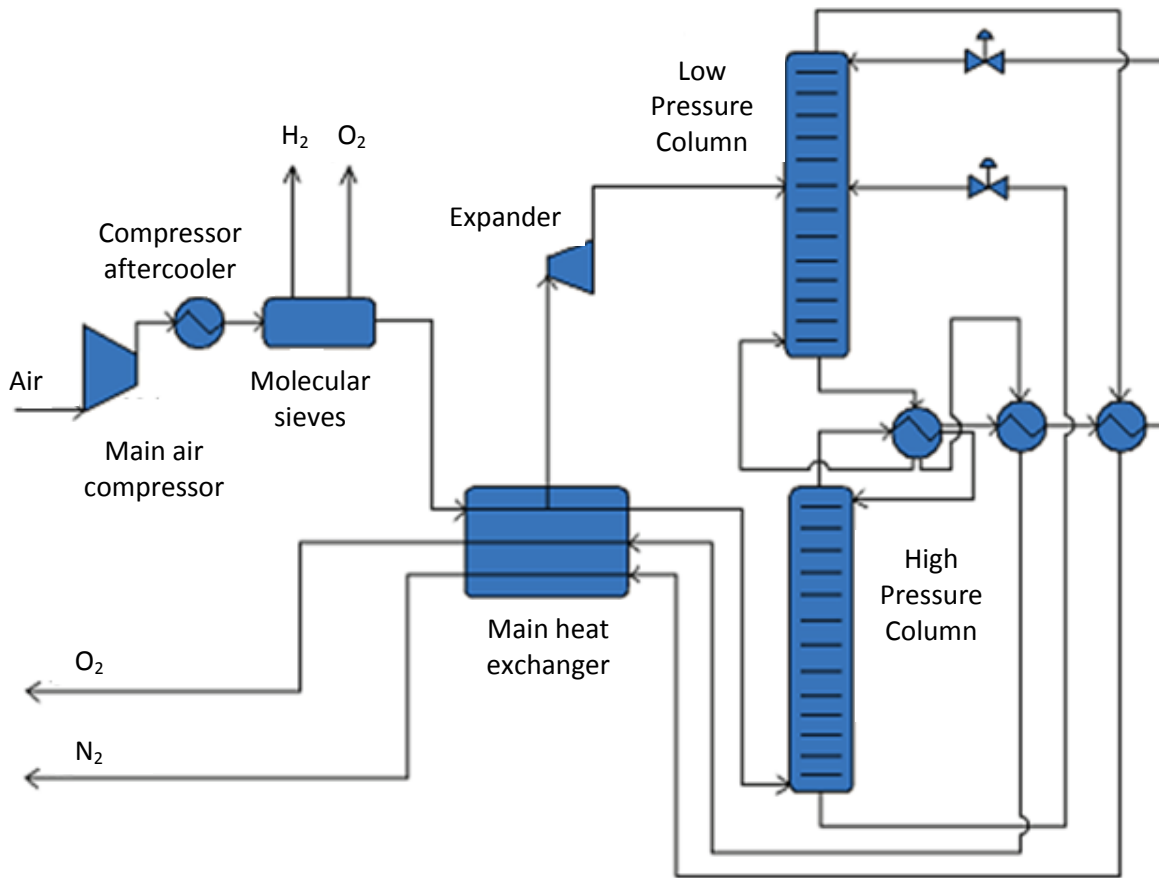 Low
Pressure
Column
H₂
O₂
Compressor
aftercooler
Expander
Air
Molecular
sieves
Main air
compressor
High
Pressure
Column
Main heat
exchanger
O₂
N₂